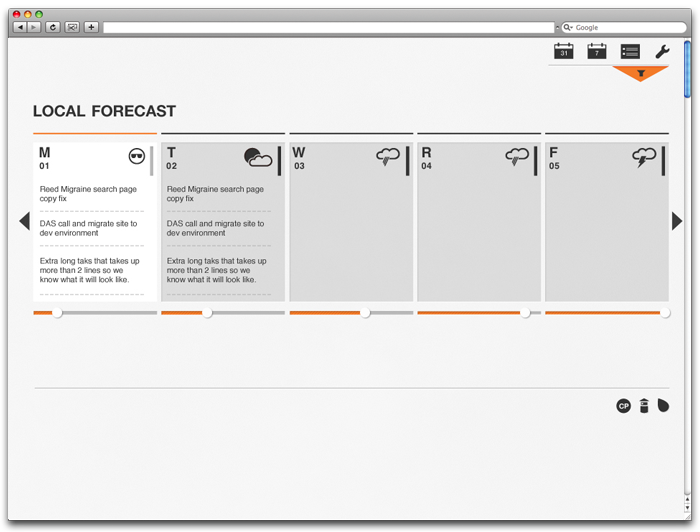 Google
31
7
LOCAL FORECAST
M
01
Reed Migraine search page
copy fix
DAS call and migrate site to
dev environment
Extra long taks that takes up
more than 2 lines so we
know what it will look like.
T
02
Reed Migraine search page
copy fix
DAS call and migrate site to
dev environment
Extra long taks that takes up
more than 2 lines so we
know what it will look like.
W
03
R
04
F
05
CP